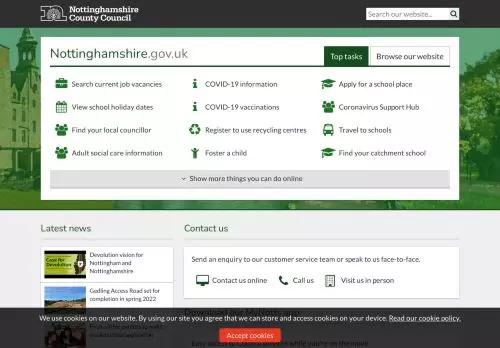 Nottinghamshire
County Council
Search our website...
Nottinghamshire.gov.uk
Top tasks
Browse our website
Search current job vacancies
COVID-19 information
Apply for a school place
View school holiday dates
COVID-19 vaccinations
Coronavirus Support Hub
Find your local councillor
Register to use recycling centres
Travel to schools
Adult social care information
Foster a child
Find your catchment school
Show more things you can do online
Latest news
Contact us
Case for
Devolution
Devolution vision for
Nottingham and
Nottinghamshire
Send an enquiry to our customer service team or speak to us face-to-face.
Contact us online
Call us
Visit us in person
Gedling Access Road set for
completion in spring 2022
Download our MyNotts app
We use cookies on our website. By using our site you agree that we can store and access cookies on your device. Read our cookie policy.
Accept cookies